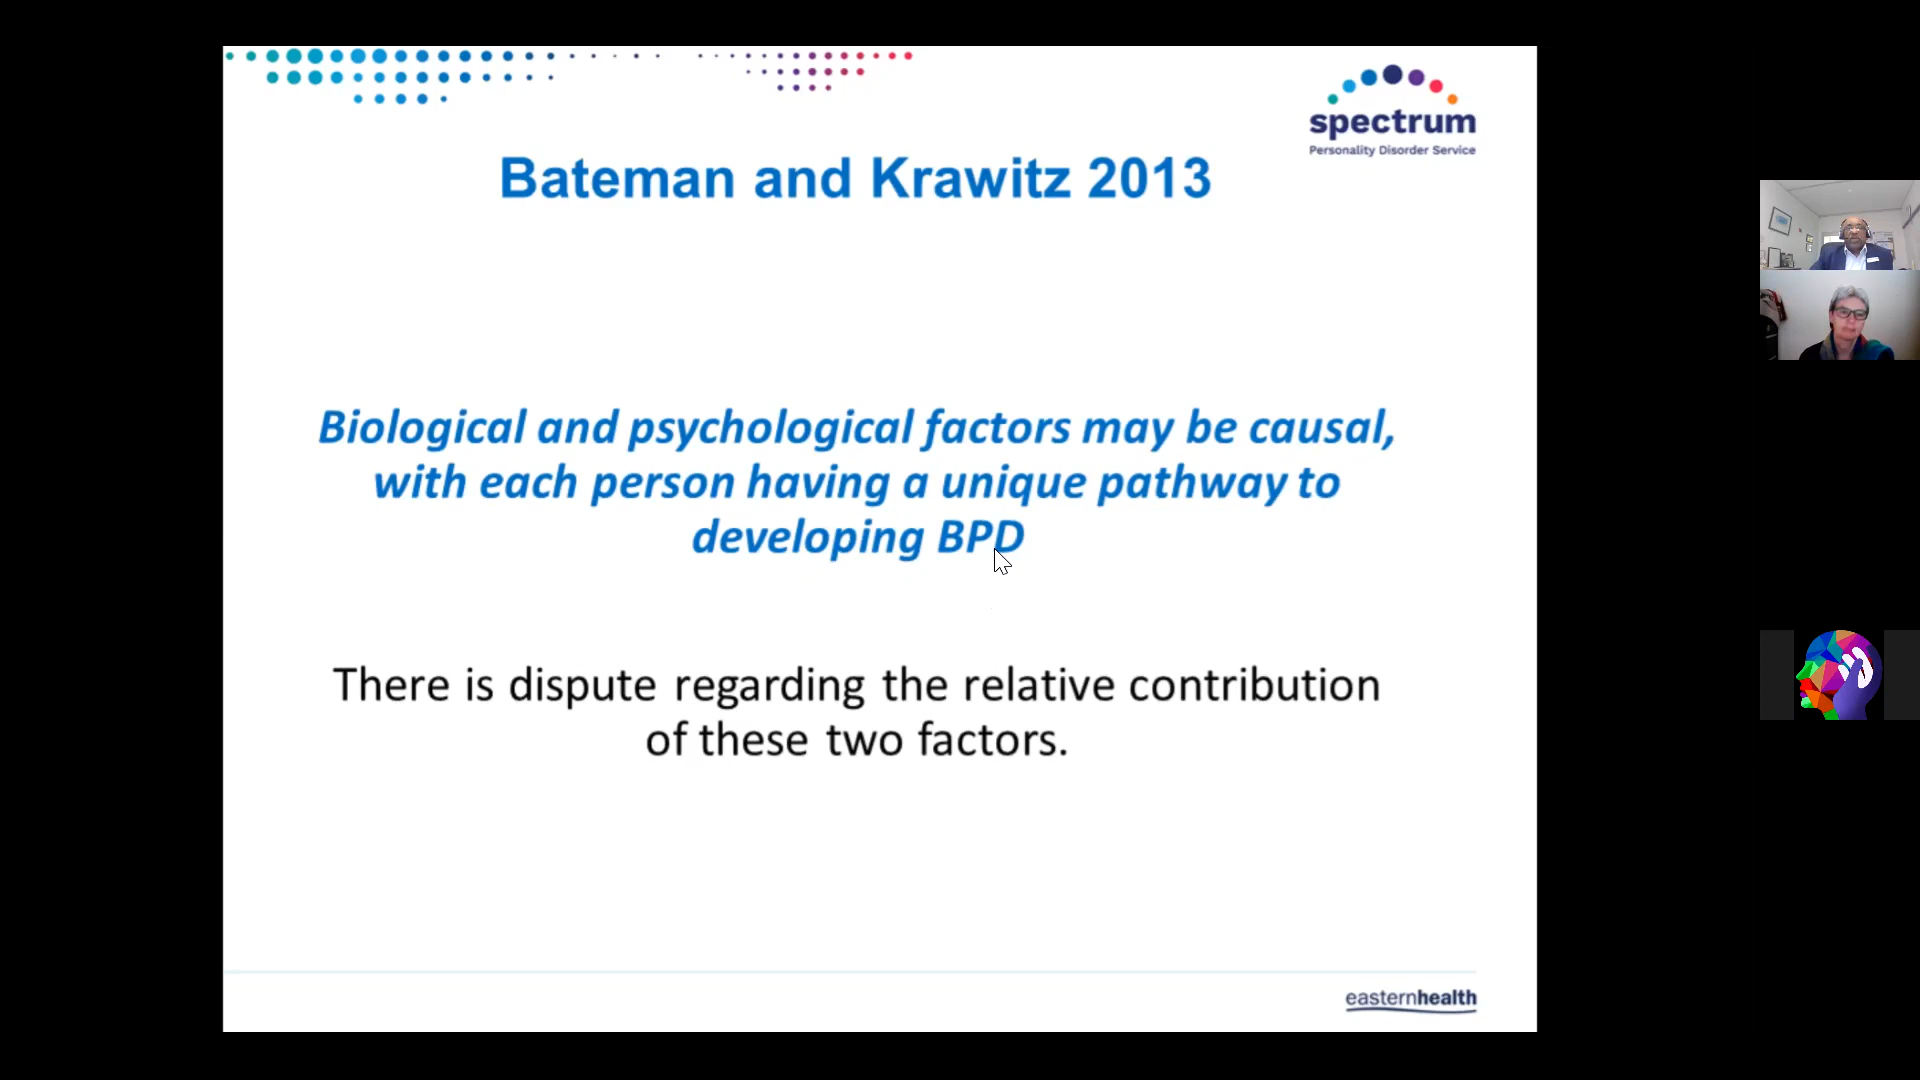 spectrum
Personality Disorder Service
Bateman and Krawitz 2013
Biological and psychological factors may be causal,
with each person having a unique pathway to
developing BPD
There is dispute regarding the relative contribution
of these two factors.
easternhealth